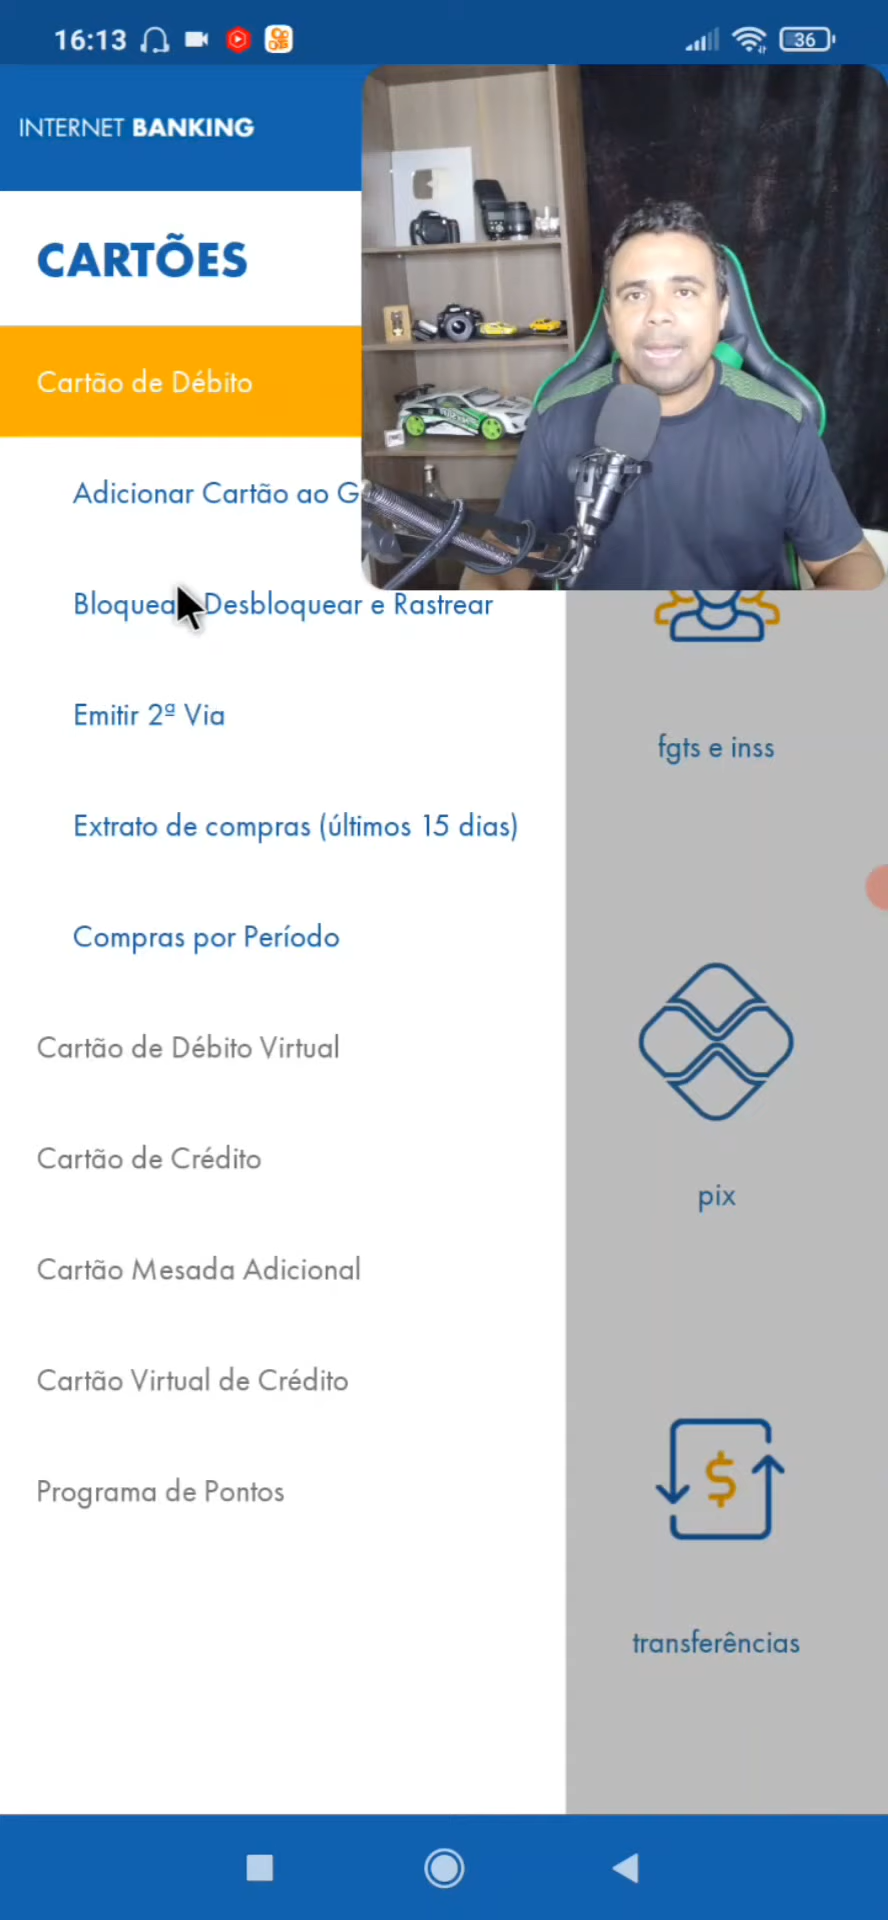 16:13
36
INTERNET BANKING
CARTÕES
Cartão de Débito
Adicionar Cartão ao G
Bloquea Desbloquear e Rastrear
Emitir 2ª Via
Extrato de compras (últimos 15 dias)
Compras por Período
Cartão de Débito Virtual
Cartão de Crédito
Cartão Mesada Adicional
Cartão Virtual de Crédito
Programa de Pontos
fgts e inss
pix
$
transferências